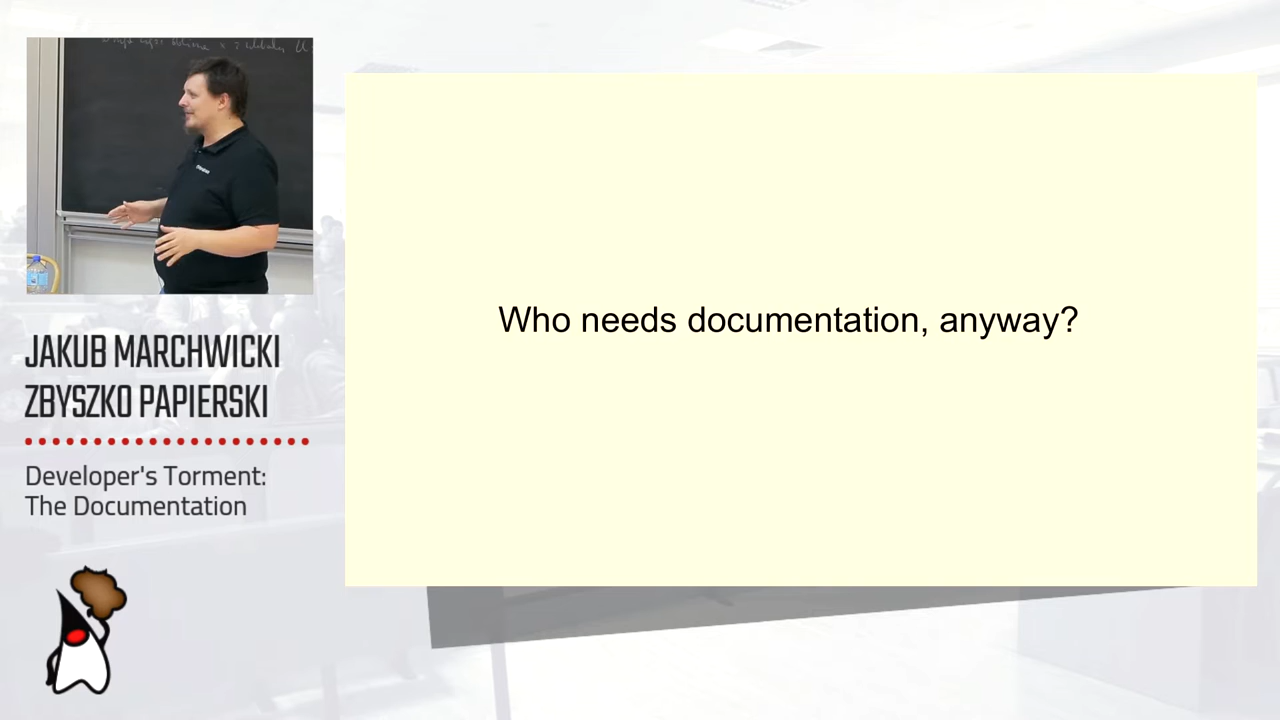 JAKUB MARCHWICKI
ZBYSZKO PAPIERSKI
Developer's Torment:
The Documentation
Who needs documentation, anyway?